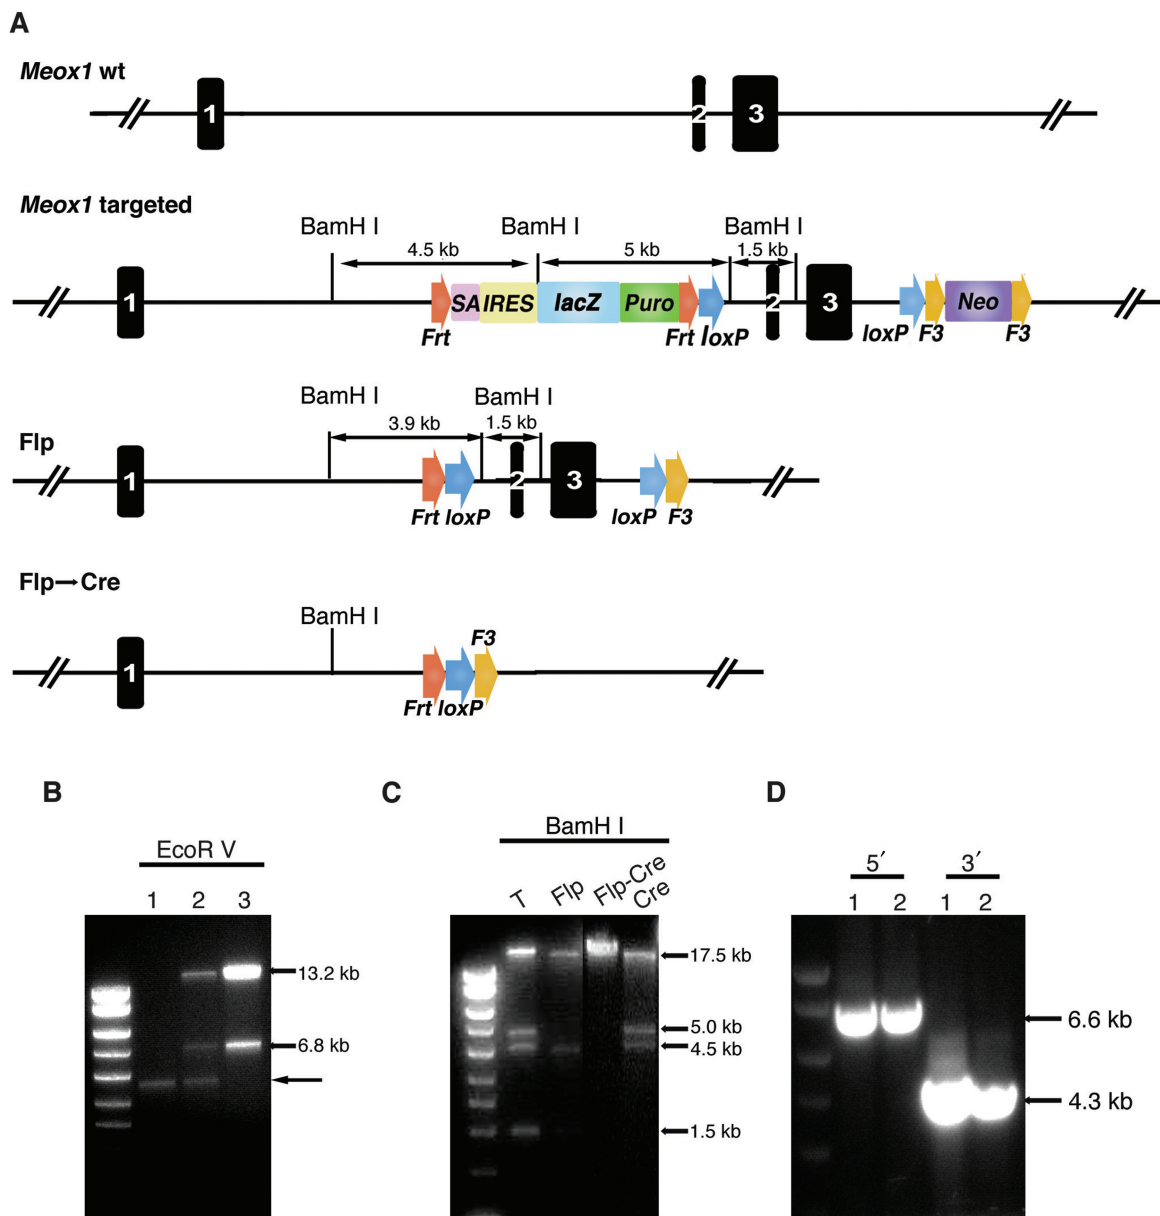 A
Meox1 wt
1
2
3
Meox1 targeted
BamH I
BamH I
BamH I
4.5 kb
5 kb
1.5 kb
1
SA
IRES
lacZ
Puro
2
3
Neo
Frt
Frt
loxP
loxP
F3
F3
BamH I
BamH I
Flp
3.9 kb
1.5 kb
1
2
3
Frt loxP
loxP
F3
Flp→Cre
BamH I
F3
1
Frt loxP
B
EcoR V
1 2 3
13.2 kb
6.8 kb
C
BamH I
T
Flp
Flp-Cre
Cre
17.5 kb
5.0 kb
4.5 kb
1.5 kb
D
5′ 3′
1 2 1 2
6.6 kb
4.3 kb